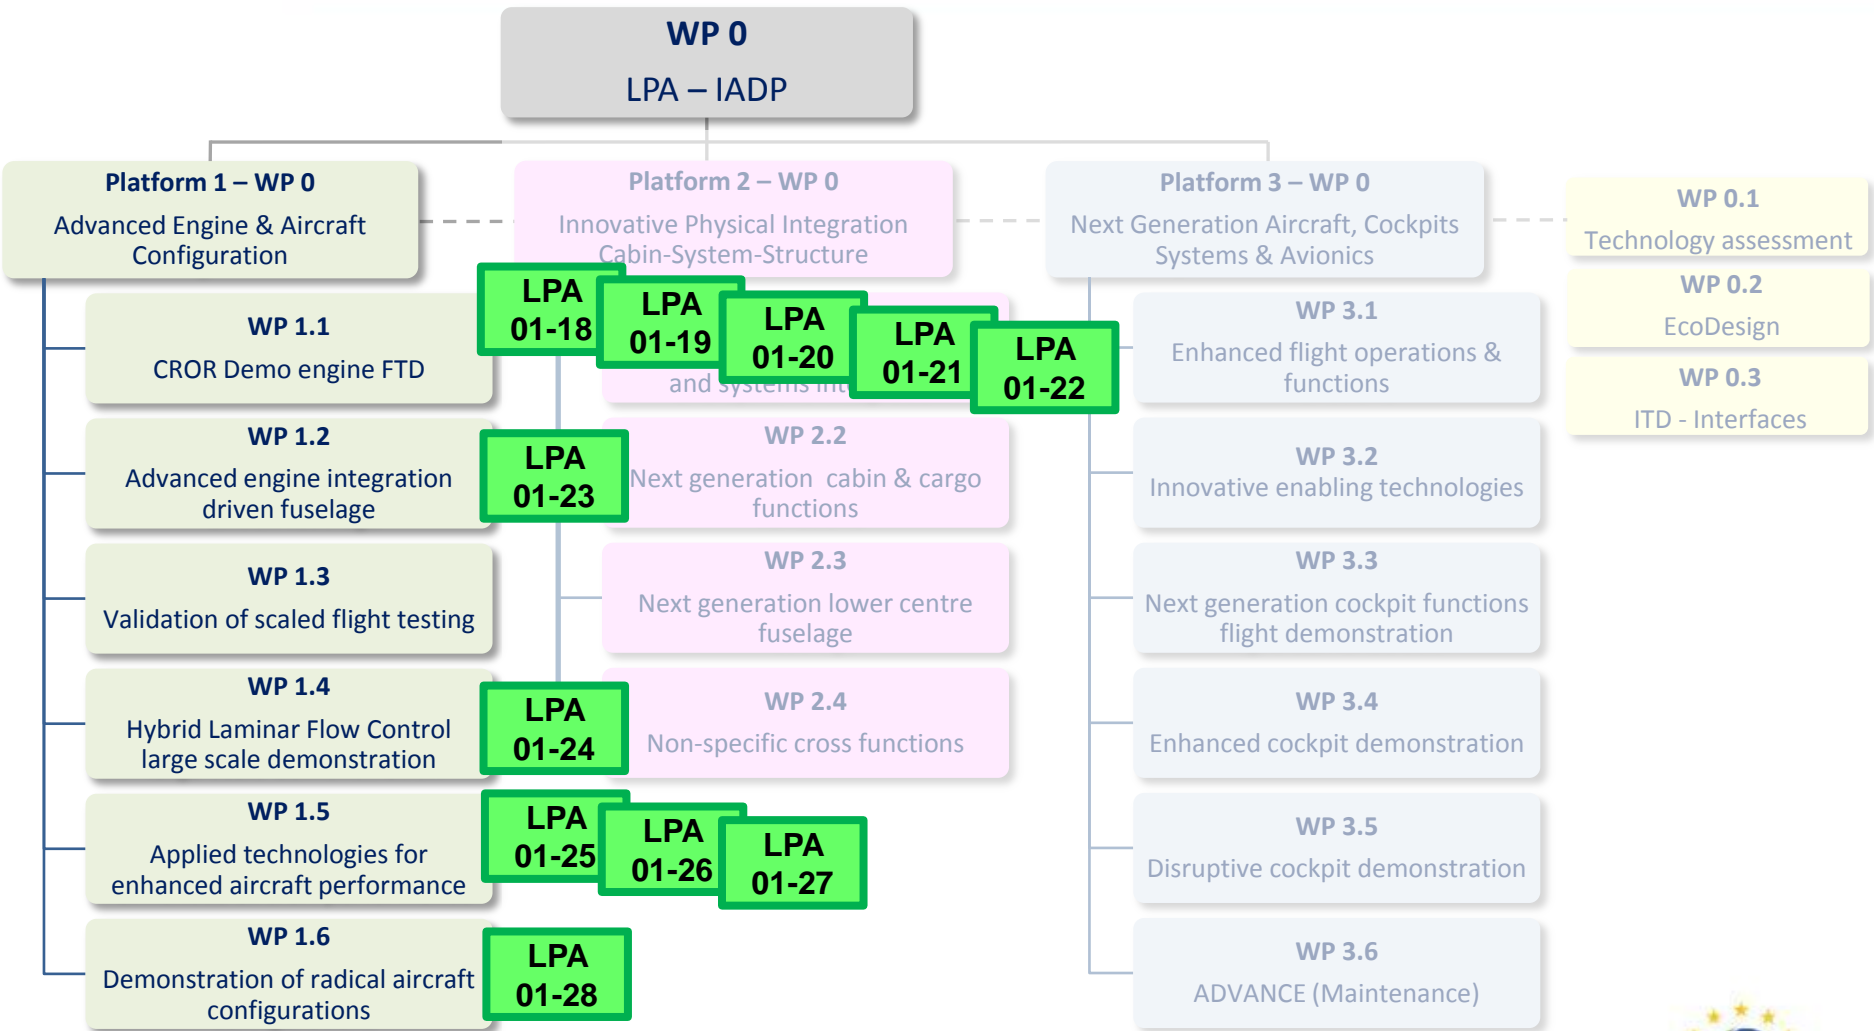 WP 0
LPA – IADP
Platform 1 – WP 0
Advanced Engine & Aircraft
Configuration
Platform 2 – WP 0
Innovative Physical Integration
Cabin-System-Structure
Platform 3 – WP 0
Next Generation Aircraft, Cockpits
Systems & Avionics
WP 0.1
Technology assessment
WP 0.2
EcoDesign
WP 0.3
ITD - Interfaces
WP 1.1
CROR Demo engine FTD
LPA
01-18
LPA
01-19
LPA
01-20
LPA
01-21
LPA
01-22
and systems
WP 1.2
Advanced engine integration
driven fuselage
LPA
01-23
WP 1.3
Validation of scaled flight testing
WP 1.4
Hybrid Laminar Flow Control
large scale demonstration
LPA
01-24
WP 1.5
Applied technologies for
enhanced aircraft performance
LPA
01-25
LPA
01-26
LPA
01-27
WP 1.6
Demonstration of radical aircraft
configurations
LPA
01-28
WP 2.2
Next generation cabin & cargo
functions
WP 2.3
Next generation lower centre
fuselage
WP 2.4
Non-specific cross functions
WP 3.1
Enhanced flight operations &
functions
WP 3.2
Innovative enabling technologies
WP 3.3
Next generation cockpit functions
flight demonstration
WP 3.4
Enhanced cockpit demonstration
WP 3.5
Disruptive cockpit demonstration
WP 3.6
ADVANCE (Maintenance)